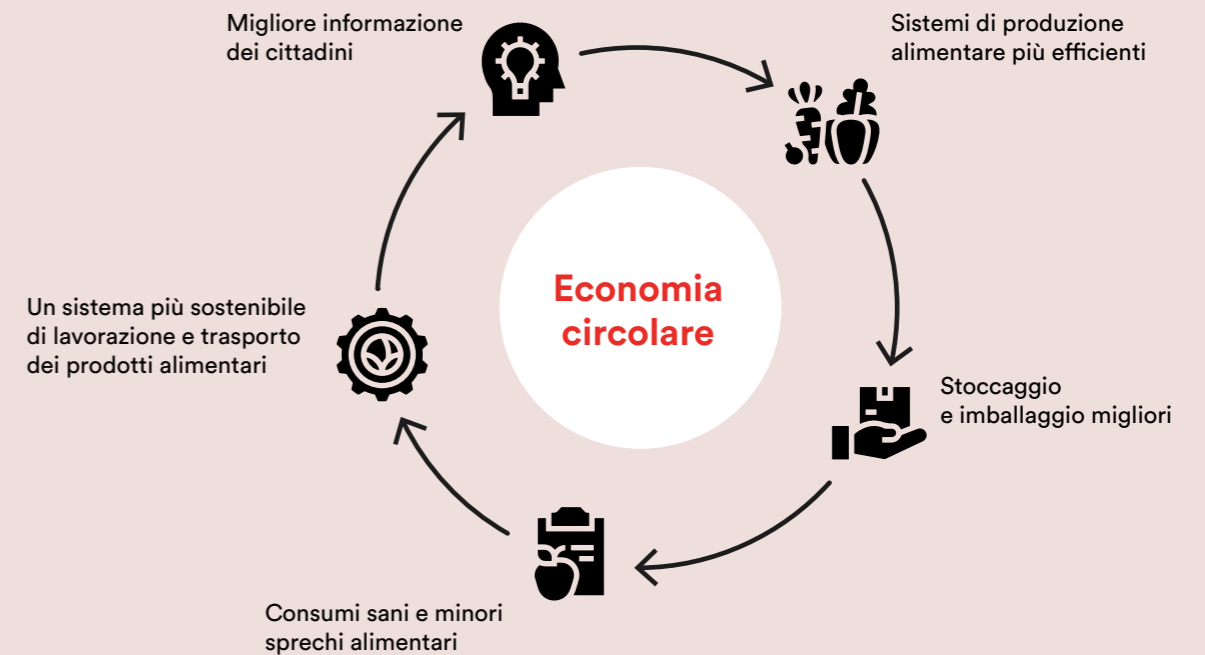 Migliore informazione
dei cittadini
Sistemi di produzione
alimentare più efficienti
Economia
circolare
Un sistema più sostenibile
di lavorazione e trasporto
dei prodotti alimentari
Stoccaggio
e imballaggio migliori
Consumi sani e minori
sprechi alimentari